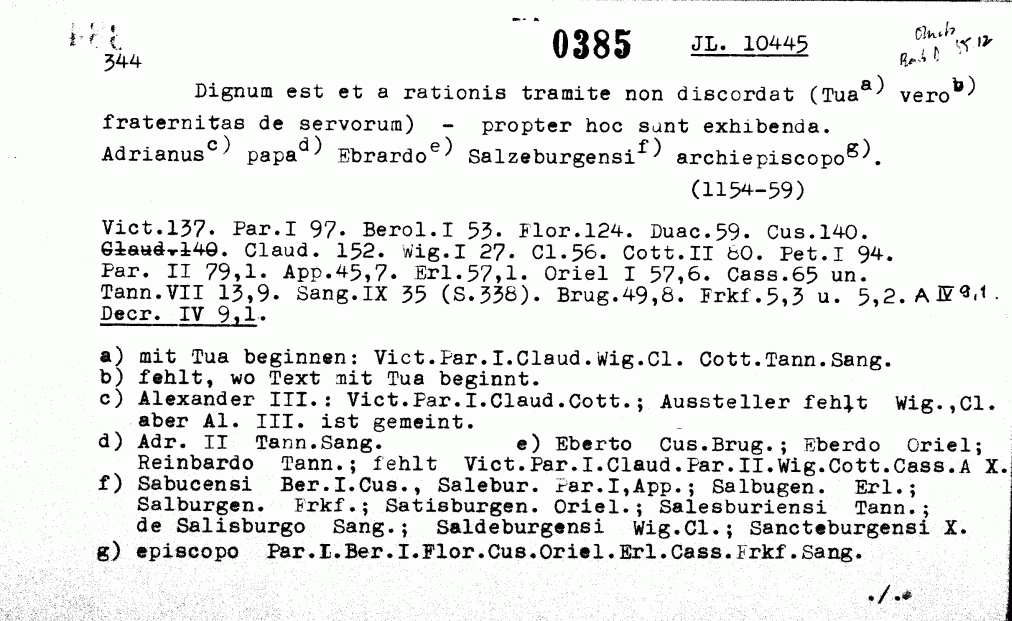 0385 JL. 10445
344
Dignum est et a rationis tramite non discordat (Tua a) vero b)
fraternitas de servorum) - propter hoc sunt exhibenda.
Adrianus c) papa d) Ebrardo e) Salzeburgensi f) archiepiscopo g).
(1154-59)
Vict.137. Par.I 97. Berol.I 53. Flor.124. Duac.59. Cus.140.
Claud.140. Claud. 152. Wig.I 27. Cl.56. Cott.II 80. Pet.I 94.
Par. II 79,1. App.45,7. Erl.57,1. Oriel I 57,6. Cass.65 un.
Tann.VII 13,9. Sang.IX 35 (S.338). Brug.49,8. Frkf.5,3 u. 5,2. A IV 9,1.
Decr. IV 9,1.
a) mit Tua beginnen: Vict.Par.I.Claud.Wig.Cl. Cott.Tann.Sang.
b) fehlt, wo Text mit Tua beginnt.
c) Alexander III.: Vict.Par.I.Claud.Cott.; Aussteller fehlt Wig.,Cl.
aber Al. III. ist gemeint.
d) Adr. II Tann.Sang. e) Eberto Cus.Brug.; Eberdo Oriel;
Reinbardo Tann.; fehlt Vict.Par.I.Claud.Par.II.Wig.Cott.Cass.A X.
f) Sabucensi Ber.I.Cus., Salebur. Par.I,App.; Salbugen. Erl.;
Salburgen. Frkf.; Satisburgen. Oriel.; Salesburiensi Tann.;
de Salisburgo Sang.; Saldeburgensi Wig.Cl.; Sancteburgensi X.
g) episcopo Par.I.Ber.I.Flor.Cus.Oriel.Erl.Cass.Frkf.Sang.
./.